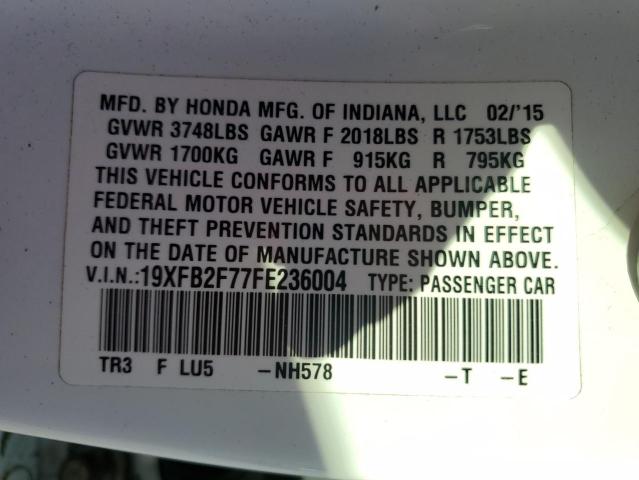 MFD. BY HONDA MFG. OF INDIANA, LLC 02/'15
GVWR 3748LBS GAWR F 2018LBS R 1753LBS
GVWR 1700KG GAWR F 915KG R 795KG
THIS VEHICLE CONFORMS TO ALL APPLICABLE
FEDERAL MOTOR VEHICLE SAFETY, BUMPER,
AND THEFT PREVENTION STANDARDS IN EFFECT
ON THE DATE OF MANUFACTURE SHOWN ABOVE.
V.I.N.:19XFB2F77FE236004 TYPE: PASSENGER CAR
TR3 F LU5 -NH578 -T -E